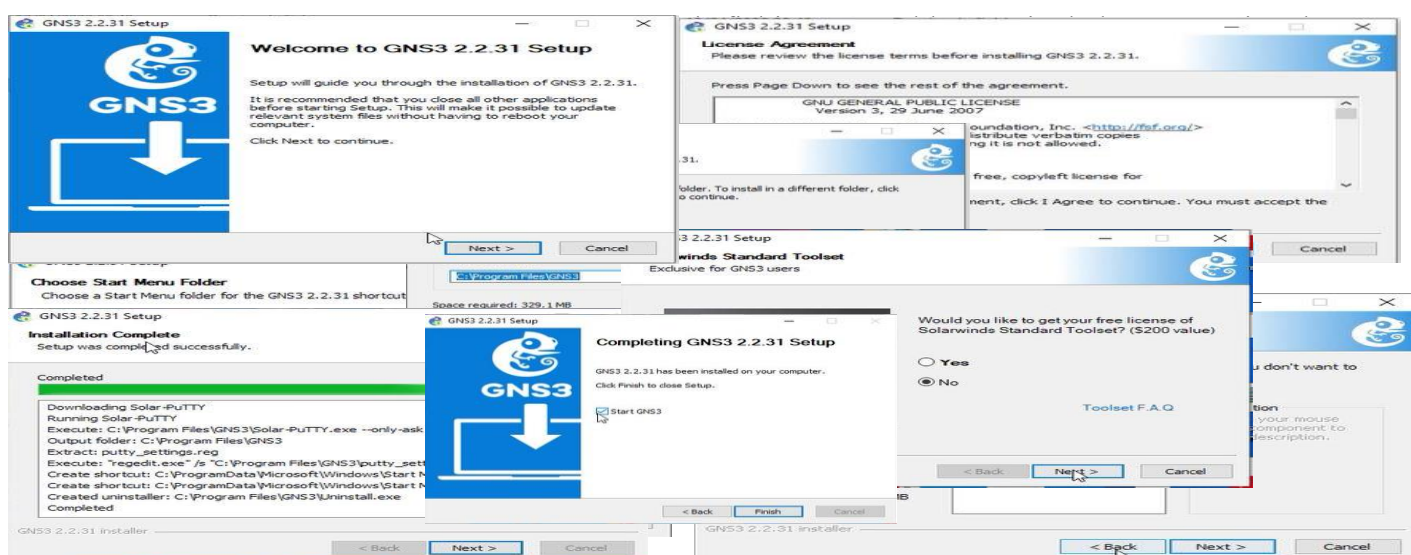 GNS3 2.2.31 Setup
GNS3
Welcome to GNS3 2.2.31 Setup
Setup will guide you through the installation of GNS3 2.2.31.
It is recommended that you close all other applications
before starting Setup. This will make it possible to update
relevant system files without having to reboot your
computer.
Click Next to continue.
Next >
Cancel
GNS3 2.2.31 Setup
License Agreement
Please review the license terms before installing GNS3 2.2.31.
Press Page Down to see the rest of the agreement.
GNU GENERAL PUBLIC LICENSE
Version 3, 29 June 2007
oundation, Inc. <http://fsf.org/>
istribute verbatim copies
ng it is not allowed.
free, copyleft license for
ment, click I Agree to continue. You must accept the
Cancel
.31.
folder. To install in a different folder, click
o continue.
Choose Start Menu Folder
Choose a Start Menu folder for the GNS3 2.2.31 shortcut
C:\Program Files\GNS3
Space required: 329.1 MB
3 2.2.31 Setup
winds Standard Toolset
Exclusive for GNS3 users
Would you like to get your free license of
Solarwinds Standard Toolset? ($200 value)
Yes
No
Toolset F.A.Q
< Back
Next >
Cancel
GNS3 2.2.31 Setup
Installation Complete
Setup was completed successfully.
Completed
Downloading Solar-PuTTY
Running Solar-PuTTY
Execute: C:\Program Files\GNS3\Solar-PuTTY.exe --only-ask
Output folder: C:\Program Files\GNS3
Extract: putty_settings.reg
Execute: "regedit.exe" /s "C:\Program Files\GNS3\putty_sett
Create shortcut: C:\ProgramData\Microsoft\Windows\Start M
Create shortcut: C:\ProgramData\Microsoft\Windows\Start M
Created uninstaller: C:\Program Files\GNS3\Uninstall.exe
Completed
GNS3 2.2.31 installer
< Back
Next >
Cancel
GNS3 2.2.31 Setup
GNS3
Completing GNS3 2.2.31 Setup
GNS3 2.2.31 has been installed on your computer.
Click Finish to close Setup.
Start GNS3
< Back
Finish
Cancel
u don't want to
tion
your mouse
component to
description.
GNS3 2.2.31 installer
< Back
Next >
Cancel